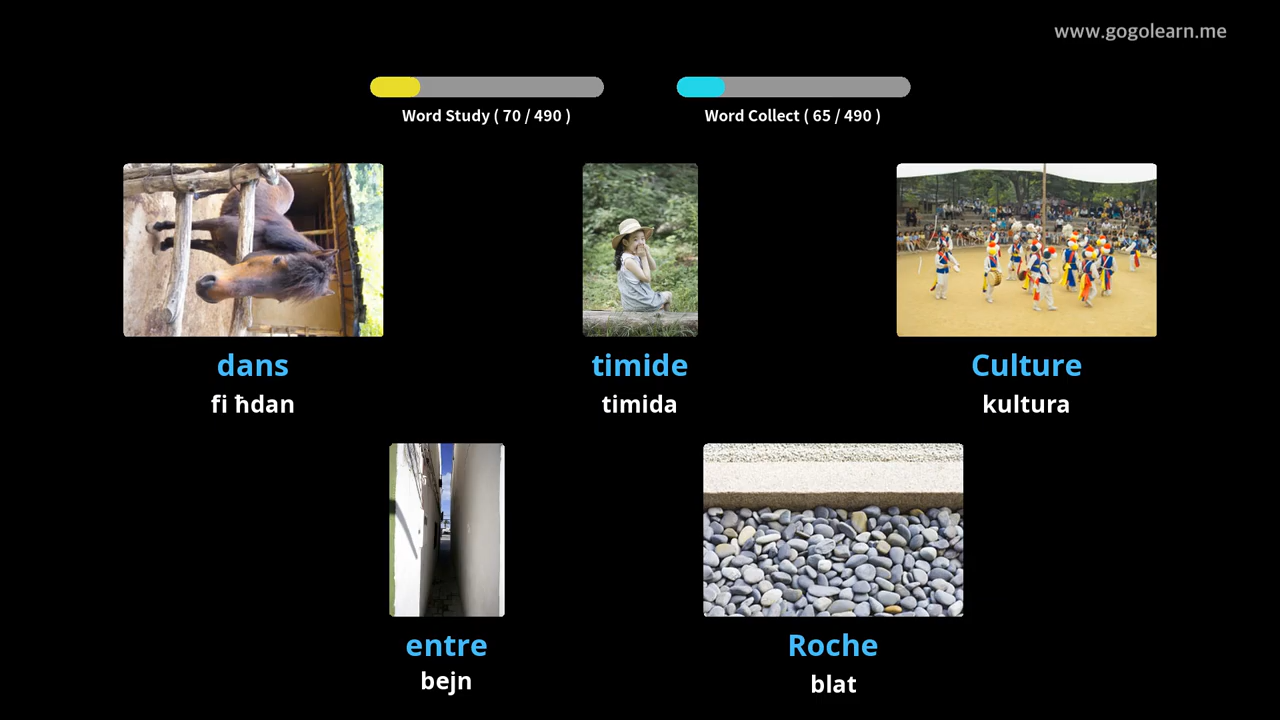 www.gogolearn.me
Word Study ( 70 / 490 )
Word Collect ( 65 / 490 )
dans
fi ħdan
timide
timida
Culture
kultura
entre
bejn
Roche
blat